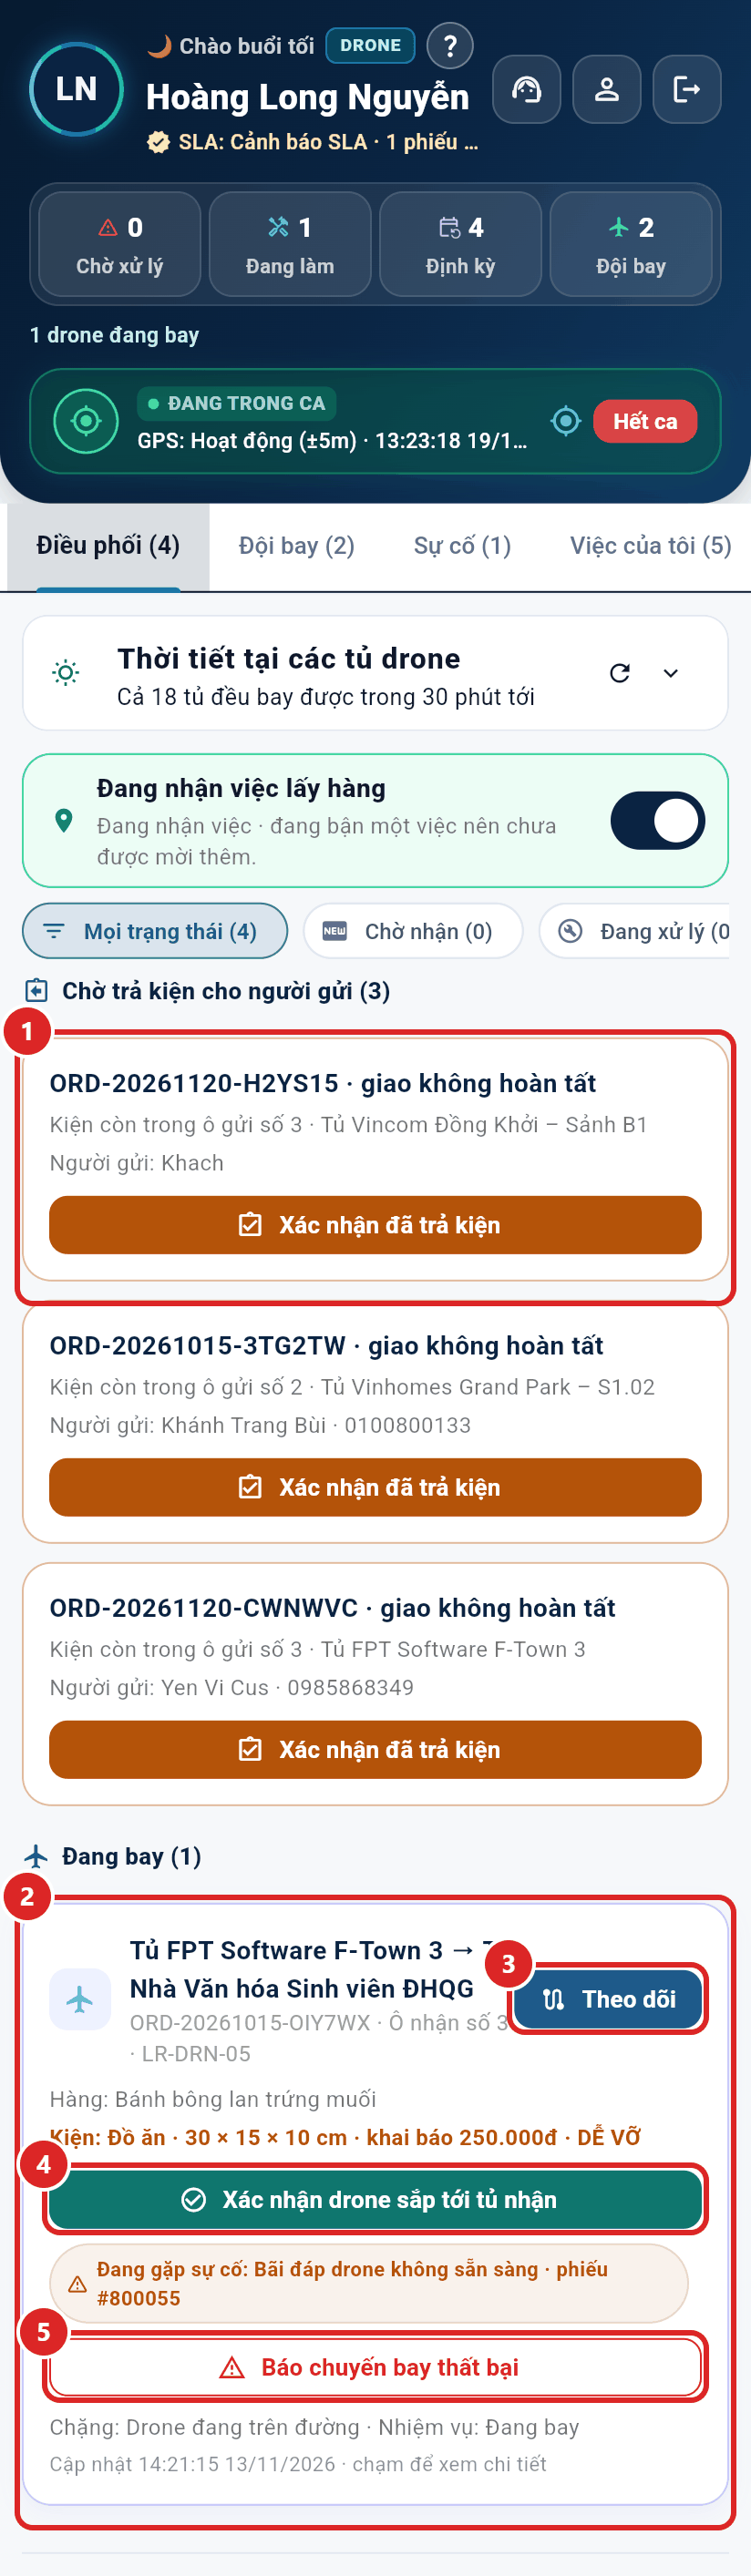 LN
Chào buổi tối
DRONE
?
Hoàng Long Nguyễn
SLA: Cảnh báo SLA · 1 phiếu ...
0
Chờ xử lý
1
Đang làm
4
Định kỳ
2
Đội bay
1 drone đang bay
ĐANG TRONG CA
GPS: Hoạt động (±5m) · 13:23:18 19/1...
Hết ca
Điều phối (4)
Đội bay (2)
Sự cố (1)
Việc của tôi (5)
Thời tiết tại các tủ drone
Cả 18 tủ đều bay được trong 30 phút tới
Đang nhận việc lấy hàng
Đang nhận việc · đang bận một việc nên chưa
được mời thêm.
Mọi trạng thái (4)
NEW
Chờ nhận (0)
Đang xử lý (0
Chờ trả kiện cho người gửi (3)
1
ORD-20261120-H2YS15 · giao không hoàn tất
Kiện còn trong ô gửi số 3 · Tủ Vincom Đồng Khởi – Sảnh B1
Người gửi: Khach
Xác nhận đã trả kiện
ORD-20261015-3TG2TW · giao không hoàn tất
Kiện còn trong ô gửi số 2 · Tủ Vinhomes Grand Park – S1.02
Người gửi: Khánh Trang Bùi · 0100800133
Xác nhận đã trả kiện
ORD-20261120-CWNWVC · giao không hoàn tất
Kiện còn trong ô gửi số 3 · Tủ FPT Software F-Town 3
Người gửi: Yen Vi Cus · 0985868349
Xác nhận đã trả kiện
Đang bay (1)
2
Tủ FPT Software F-Town 3 →
Nhà Văn hóa Sinh viên ĐHQG
3
Theo dõi
ORD-20261015-OIY7WX · Ô nhận số 3
· LR-DRN-05
Hàng: Bánh bông lan trứng muối
Kiện: Đồ ăn · 30 × 15 × 10 cm · khai báo 250.000đ · DỄ VỠ
4
Xác nhận drone sắp tới tủ nhận
Đang gặp sự cố: Bãi đáp drone không sẵn sàng · phiếu
#800055
5
Báo chuyến bay thất bại
Chặng: Drone đang trên đường · Nhiệm vụ: Đang bay
Cập nhật 14:21:15 13/11/2026 · chạm để xem chi tiết